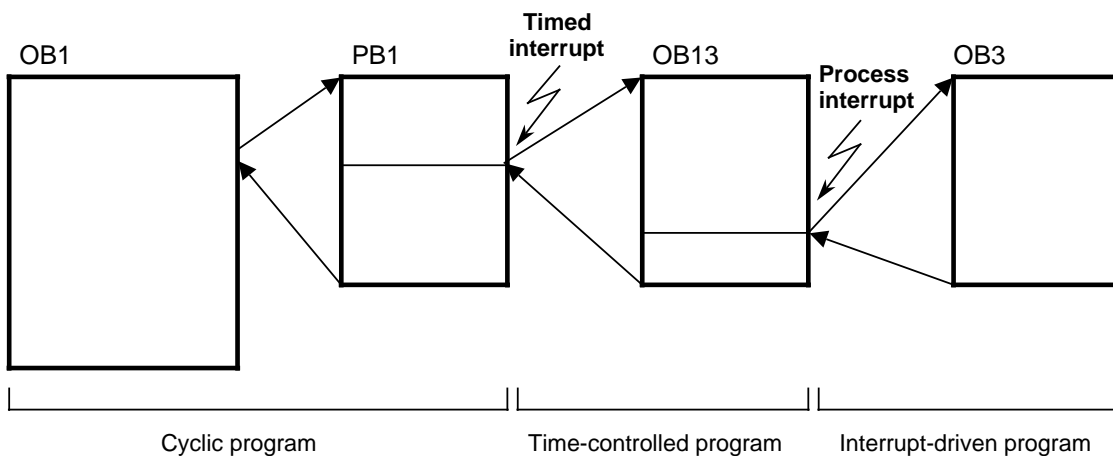 OB1
PB1
Timed
interrupt
OB13
Process
interrupt
OB3
Cyclic program
Time-controlled program
Interrupt-driven program